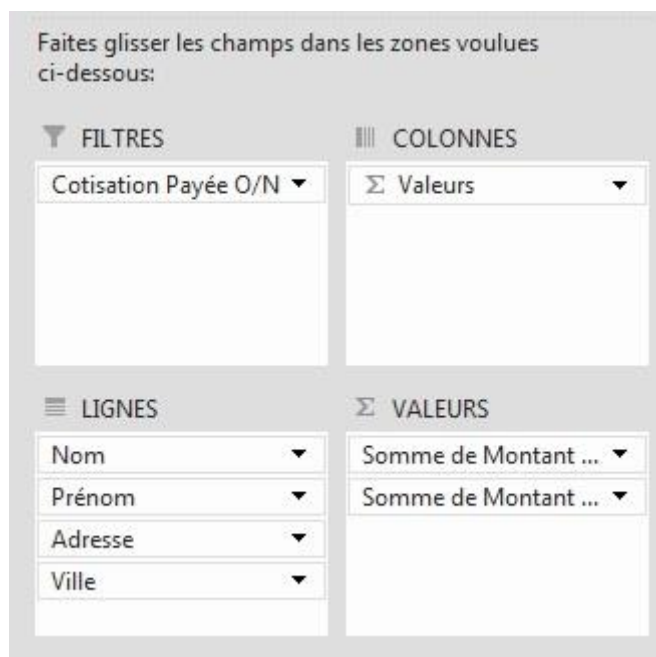 Faites glisser les champs dans les zones voulues
ci-dessous:
FILTRES
Cotisation Payée O/N
COLONNES
Σ Valeurs
LIGNES
Nom
Prénom
Adresse
Ville
Σ VALEURS
Somme de Montant ...
Somme de Montant ...